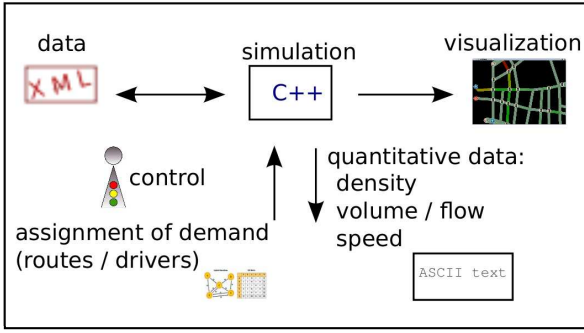 data
simulation
visualization
XML
C++
control
quantitative data:
density
volume / flow
speed
assignment of demand
(routes / drivers)
ASCII text